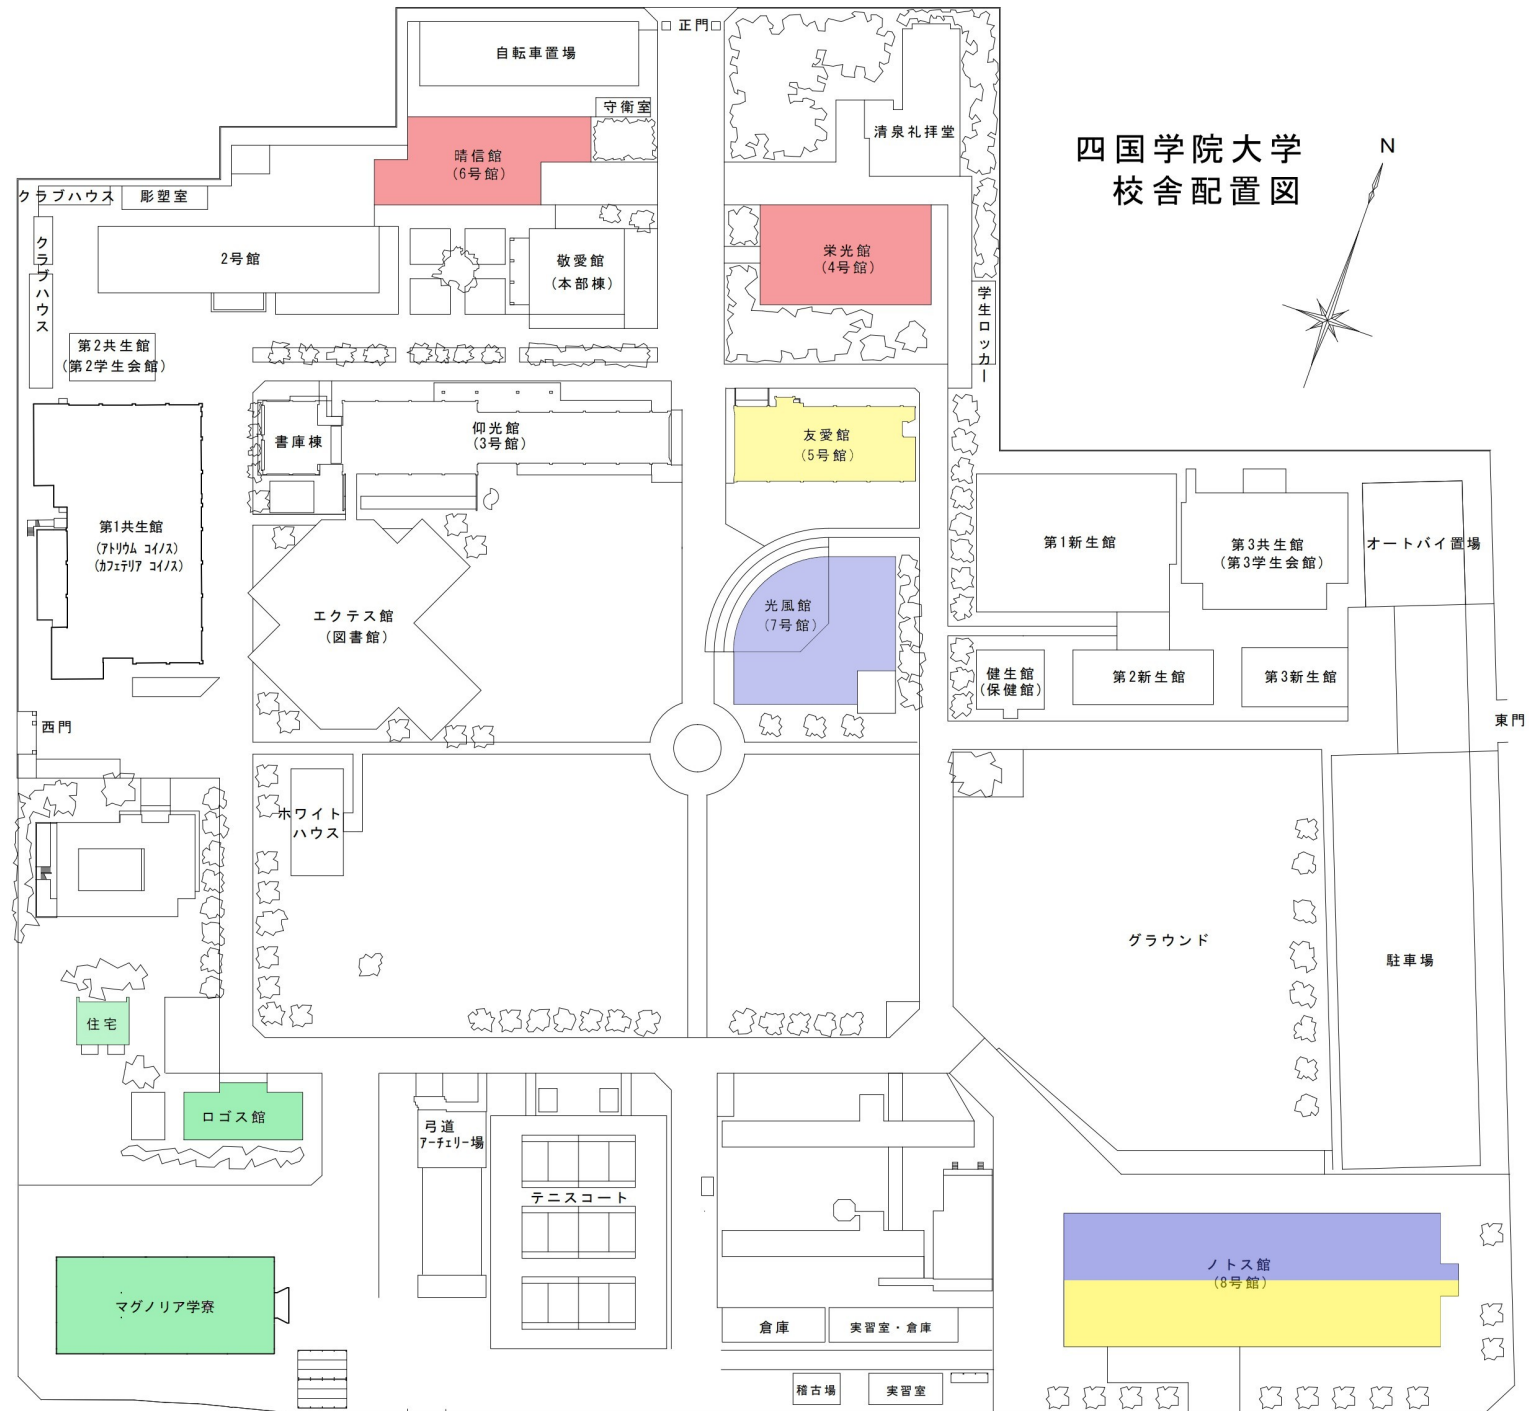 正門
自転車置場
守衛室
清泉礼拝堂
四国学院大学
校舎配置図
N
晴信館
(6号館)
クラブハウス
彫塑室
クラブハウス
2号館
敬愛館
(本部棟)
栄光館
(4号館)
学生ロッカー
第2共生館
(第2学生会館)
書庫棟
仰光館
(3号館)
友愛館
(5号館)
第1共生館
(アトリウム コイノス)
(カフェテリア コイノス)
第1新生館
第3共生館
(第3学生会館)
オートバイ置場
エクテス館
(図書館)
光風館
(7号館)
健生館
(保健館)
第2新生館
第3新生館
西門
東門
ホワイト
ハウス
グラウンド
駐車場
住宅
ロゴス館
弓道
アーチェリー場
テニスコート
ノトス館
(8号館)
マグノリア学寮
倉庫
実習室・倉庫
稽古場
実習室